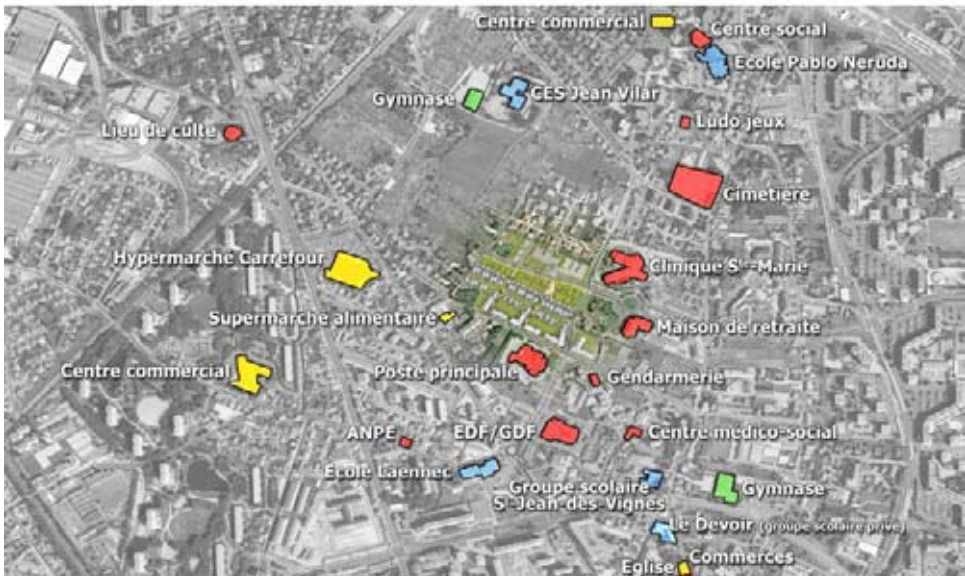 Centre commercial
Centre social
Ecole Pablo Neruda
CES Jean Vilar
Gymnase
Ludo jeux
Lieu de culte
Cimetière
Hypermarché Carrefour
Clinique Ste-Marie
Supermarché alimentaire
Maison de retraite
Centre commercial
Poste principale
Gendarmerie
ANPE
EDF/GDF
Centre médico-social
Ecole Laennec
Groupe scolaire
St-Jean-des-Vignes
Gymnase
Le Devoir (groupe scolaire privé)
Commerces
Eglise